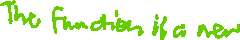 The function is a new